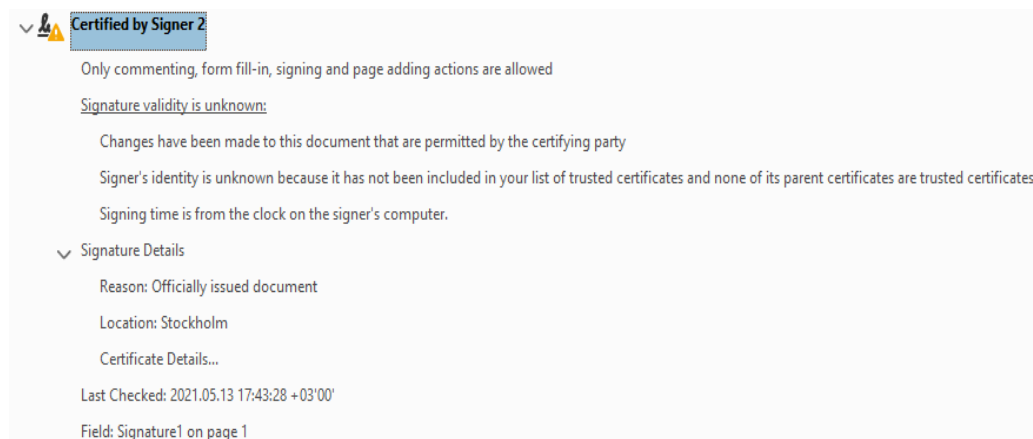 Certified by Signer 2
Only commenting, form fill-in, signing and page adding actions are allowed
Signature validity is unknown:
Changes have been made to this document that are permitted by the certifying party
Signer's identity is unknown because it has not been included in your list of trusted certificates and none of its parent certificates are trusted certificates
Signing time is from the clock on the signer's computer.
Signature Details
Reason: Officially issued document
Location: Stockholm
Certificate Details...
Last Checked: 2021.05.13 17:43:28 +03'00'
Field: Signature1 on page 1